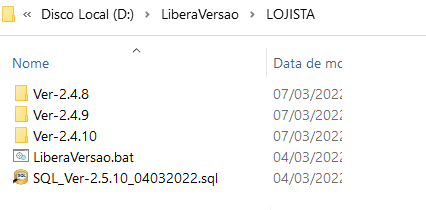 « Disco Local (D:) > LiberaVersao > LOJISTA
Nome Data de mo
Ver-2.4.8 07/03/2022
Ver-2.4.9 07/03/2022
Ver-2.4.10 07/03/2022
LiberaVersao.bat 04/03/2022
SQL_Ver-2.5.10_04032022.sql 04/03/2022